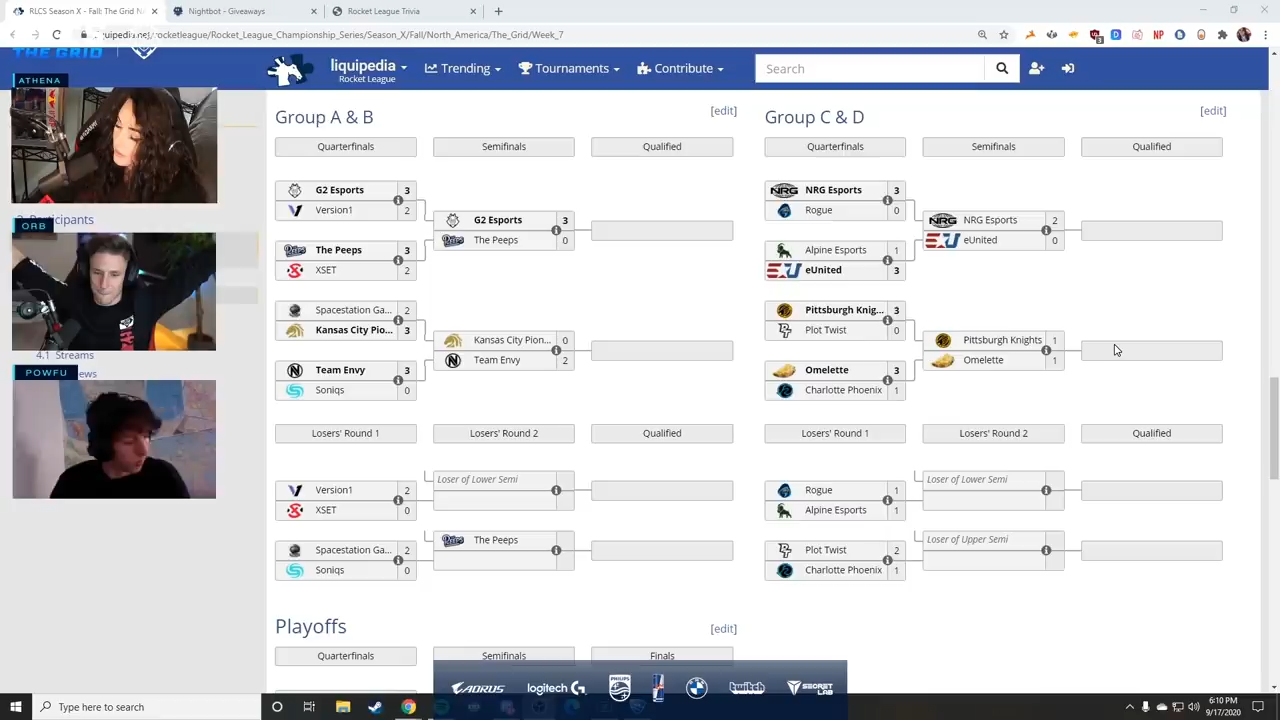 RLCS Season X - Fall: The Grid N
Nightbot - Giveaways
Rocket League Trivia
liquipedia.net/rocketleague/Rocket_League_Championship_Series/Season_X/Fall/North_America/The_Grid/Week_7
THE GRID
liquipedia
Rocket League
Trending
Tournaments
Contribute
Search
ATHENA
ORB
POWFU
Participants
4.1 Streams
Group A & B
[edit]
Quarterfinals
Semifinals
Qualified
G2 Esports 3
Version1 2
The Peeps 3
XSET 2
Spacestation Ga... 2
Kansas City Pio... 3
Team Envy 3
Soniqs 0
G2 Esports 3
The Peeps 0
Kansas City Pion... 0
Team Envy 2
Losers' Round 1
Losers' Round 2
Qualified
Version1 2
XSET 0
Spacestation Ga... 2
Soniqs 0
Loser of Lower Semi
The Peeps
Group C & D
[edit]
Quarterfinals
Semifinals
Qualified
NRG Esports 3
Rogue 0
Alpine Esports 1
eUnited 3
Pittsburgh Knig... 3
Plot Twist 0
Omelette 3
Charlotte Phoenix 1
NRG Esports 2
eUnited 0
Pittsburgh Knights 1
Omelette 1
Losers' Round 1
Losers' Round 2
Qualified
Rogue 1
Alpine Esports 1
Plot Twist 2
Charlotte Phoenix 1
Loser of Lower Semi
Loser of Upper Semi
Playoffs
[edit]
Quarterfinals
Semifinals
Finals
AORUS
logitech G
PHILIPS
twitch
SECRET LAB
Type here to search
6:10 PM
9/17/2020